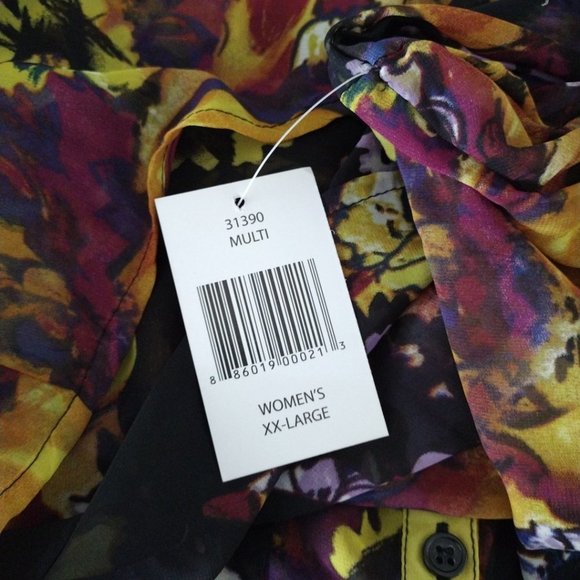 31390
MULTI
8 86019 00021 3
WOMEN'S
XX-LARGE